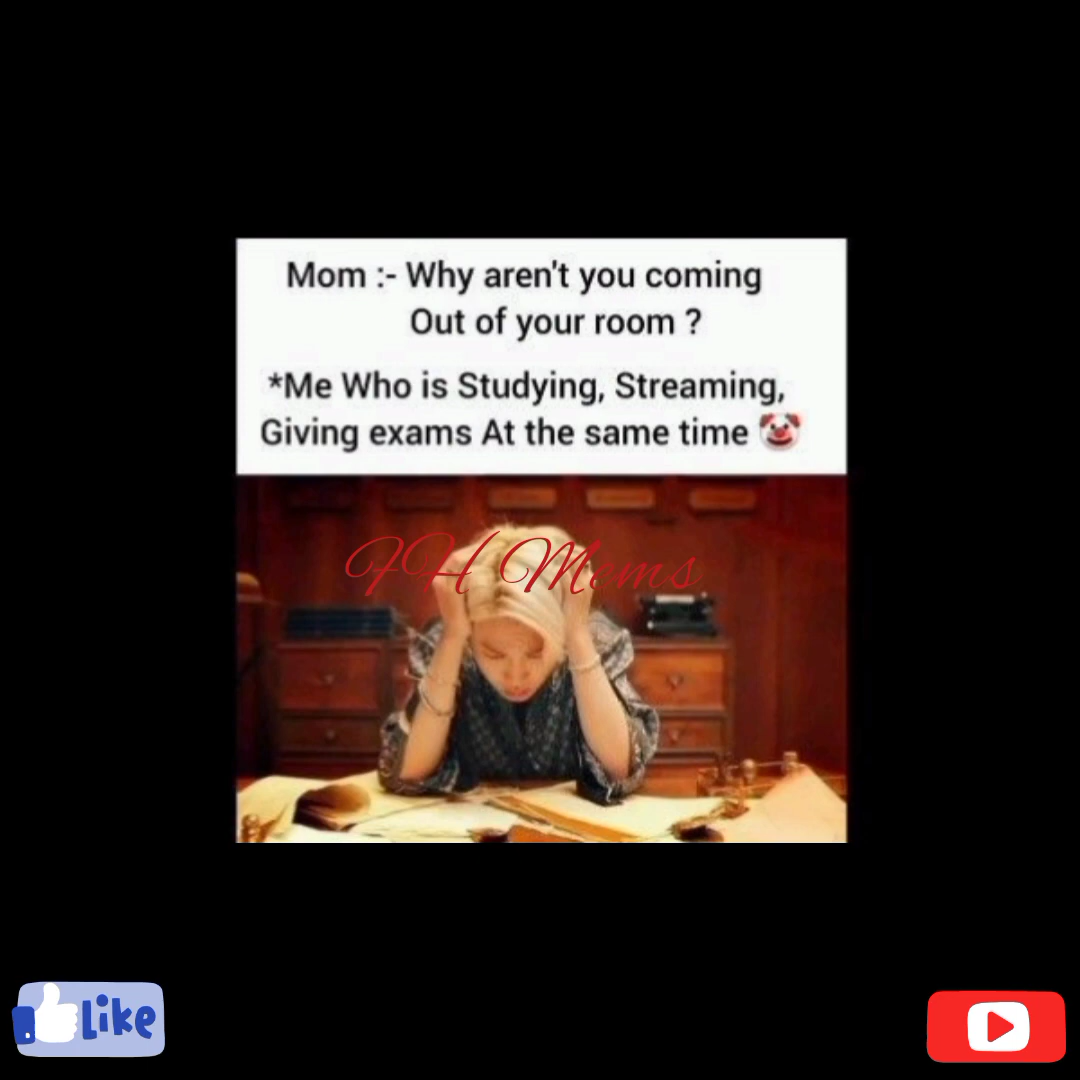 Mom :- Why aren't you coming
Out of your room ?
*Me Who is Studying, Streaming,
Giving exams At the same time 🤡
FH Mems
Like